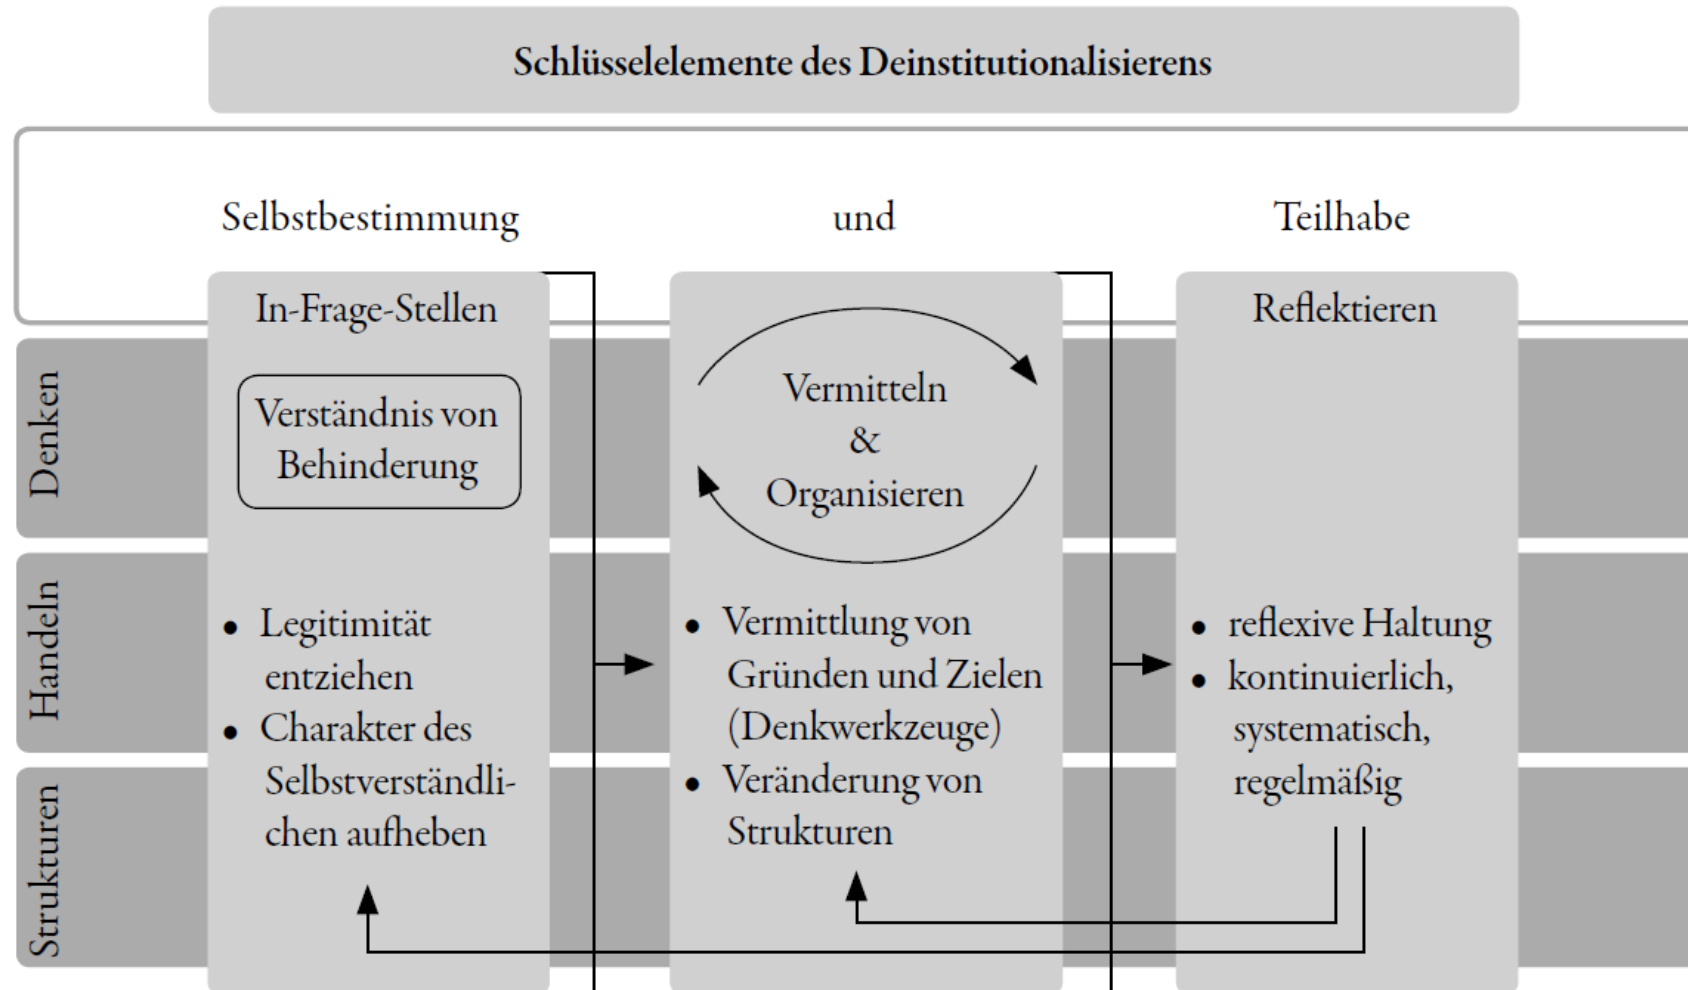 Schlüsselelemente des Deinstitutionalisierens
Selbstbestimmung und Teilhabe
In-Frage-Stellen
Verständnis von
Behinderung
• Legitimität
entziehen
• Charakter des
Selbstverständli-
chen aufheben
Vermitteln
&
Organisieren
• Vermittlung von
Gründen und Zielen
(Denkwerkzeuge)
• Veränderung von
Strukturen
Reflektieren
• reflexive Haltung
• kontinuierlich,
systematisch,
regelmäßig
Denken
Handeln
Strukturen